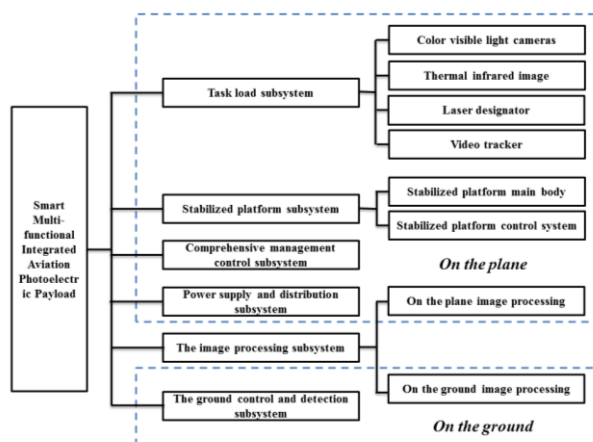 Color visible light cameras
Thermal infrared image
Task load subsystem
Laser designator
Video tracker
Smart
Multi-
functional
Integrated
Aviation
Photoelectr
ic Payload
Stabilized platform main body
Stabilized platform subsystem
Stabilized platform control system
Comprehensive management
control subsystem
On the plane
Power supply and distribution
subsystem
On the plane image processing
The image processing subsystem
On the ground image processing
The ground control and detection
subsystem
On the ground